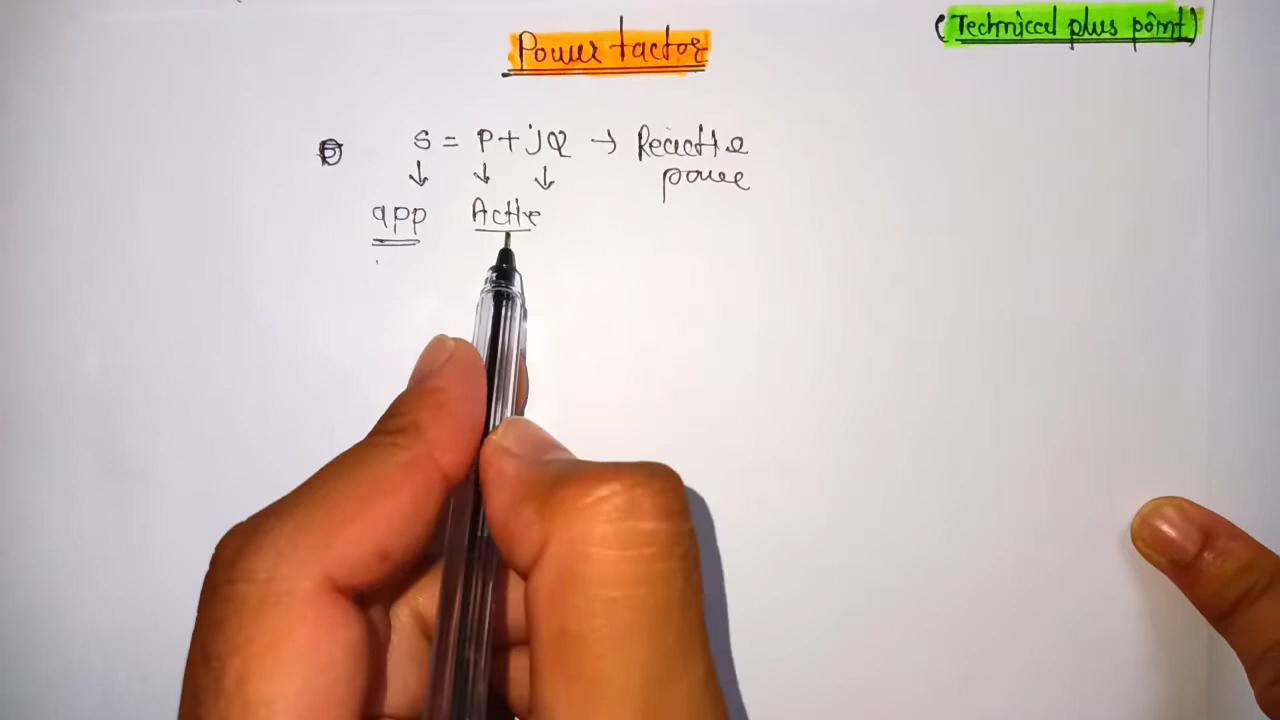 Power factor
(Technical plus point)
S = P + jQ → Reactive
power
↓ ↓ ↓
app Active